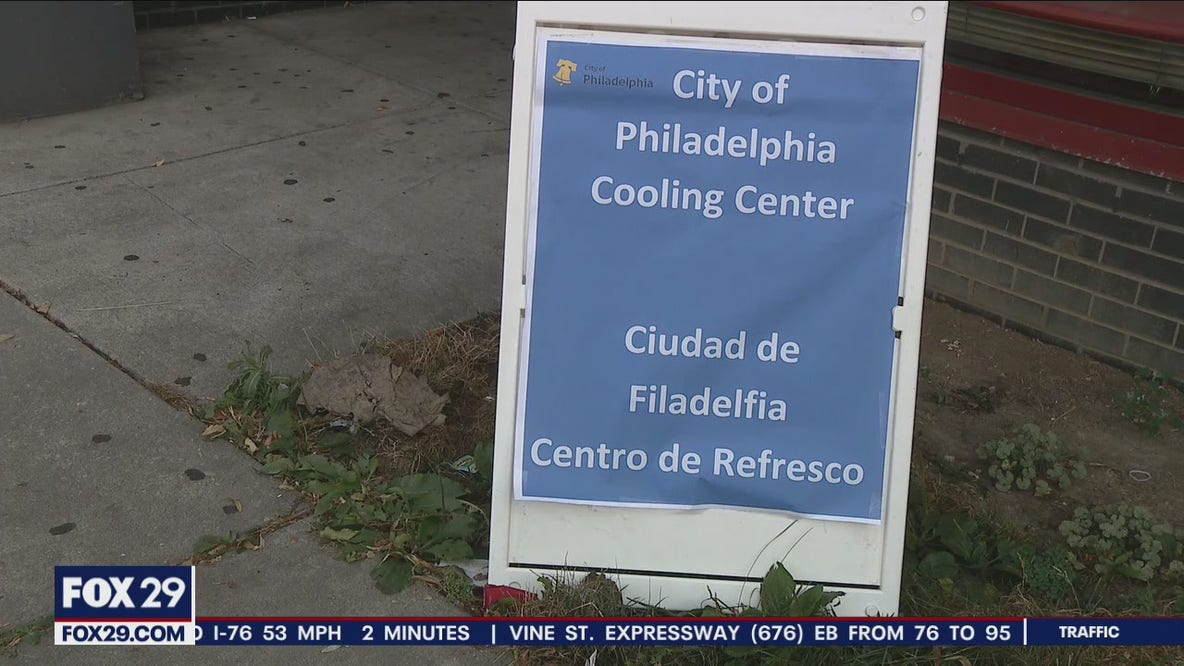 City of
Philadelphia
City of
Philadelphia
Cooling Center
Ciudad de
Filadelfia
Centro de Refresco
FOX 29
FOX29.COM
I-76 53 MPH 2 MINUTES | VINE ST. EXPRESSWAY (676) EB FROM 76 TO 95 | TRAFFIC